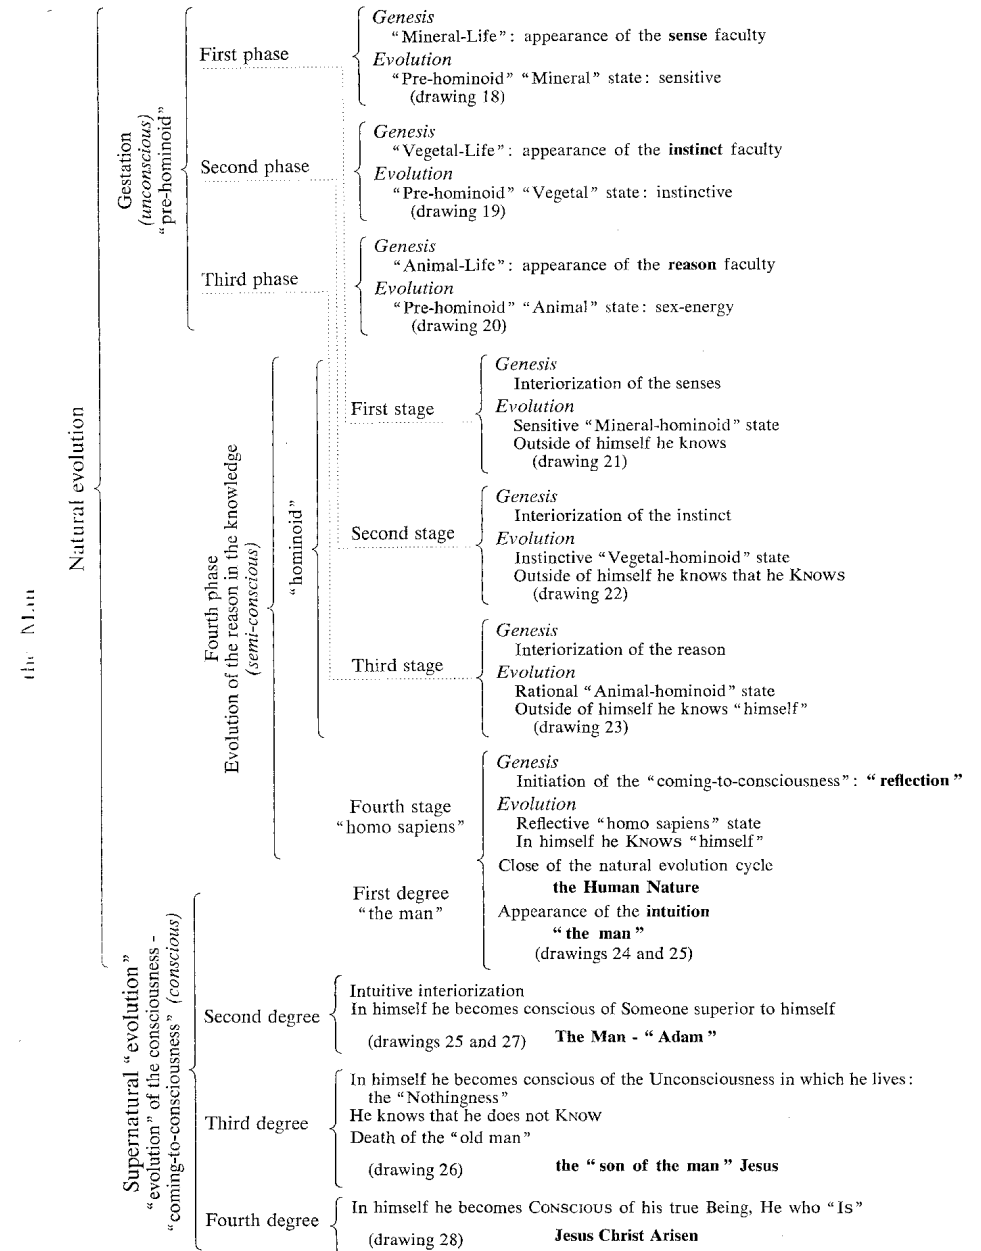 the Man
Natural evolution
Gestation
(unconscious)
"pre-hominoid"
First phase
Genesis
"Mineral-Life": appearance of the sense faculty
Evolution
"Pre-hominoid" "Mineral" state: sensitive
(drawing 18)
Second phase
Genesis
"Vegetal-Life": appearance of the instinct faculty
Evolution
"Pre-hominoid" "Vegetal" state: instinctive
(drawing 19)
Third phase
Genesis
"Animal-Life": appearance of the reason faculty
Evolution
"Pre-hominoid" "Animal" state: sex-energy
(drawing 20)
Fourth phase
Evolution of the reason in the knowledge
(semi-conscious)
"hominoid"
First stage
Genesis
Interiorization of the senses
Evolution
Sensitive "Mineral-hominoid" state
Outside of himself he knows
(drawing 21)
Second stage
Genesis
Interiorization of the instinct
Evolution
Instinctive "Vegetal-hominoid" state
Outside of himself he knows that he KNOWS
(drawing 22)
Third stage
Genesis
Interiorization of the reason
Evolution
Rational "Animal-hominoid" state
Outside of himself he knows "himself"
(drawing 23)
Fourth stage
"homo sapiens"
Genesis
Initiation of the "coming-to-consciousness": "reflection"
Evolution
Reflective "homo sapiens" state
In himself he KNOWS "himself"
Close of the natural evolution cycle
the Human Nature
First degree
"the man"
Appearance of the intuition
"the man"
(drawings 24 and 25)
Supernatural "evolution"
"evolution" of the consciousness -
"coming-to-consciousness" (conscious)
Second degree
Intuitive interiorization
In himself he becomes conscious of Someone superior to himself
(drawings 25 and 27) The Man - "Adam"
Third degree
In himself he becomes conscious of the Unconsciousness in which he lives:
the "Nothingness"
He knows that he does not KNOW
Death of the "old man"
(drawing 26) the "son of the man" Jesus
Fourth degree
In himself he becomes CONSCIOUS of his true Being, He who "IS"
(drawing 28) Jesus Christ Arisen